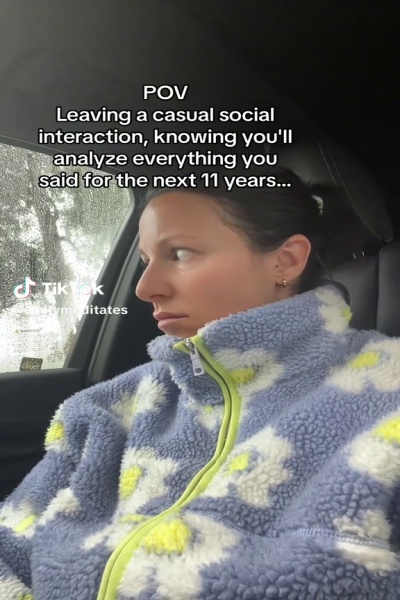 POV
Leaving a casual social
interaction, knowing you'll
analyze everything you
said for the next 11 years...
TikTok